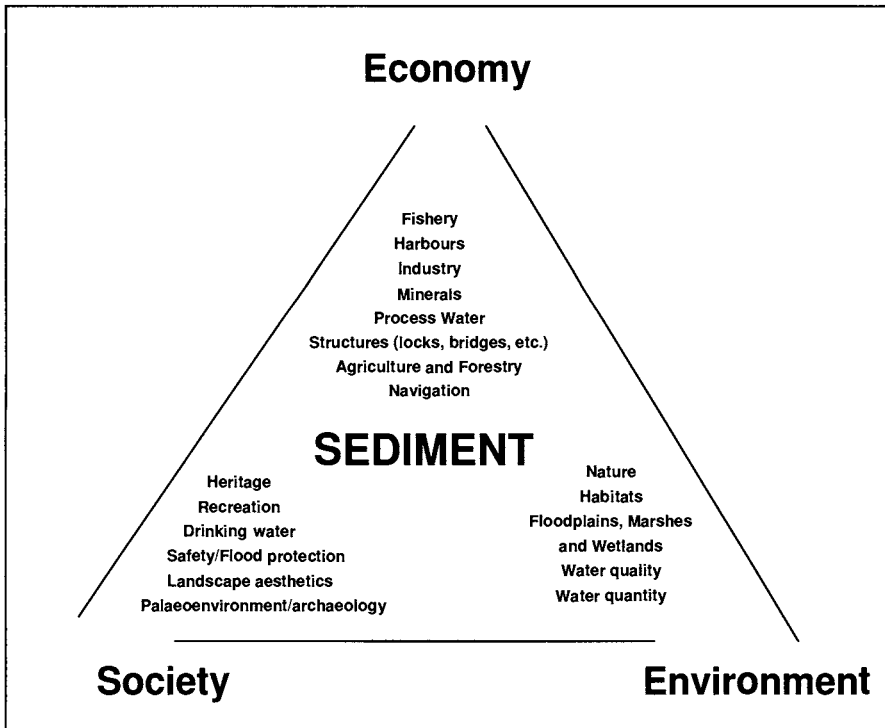 Economy
Fishery
Harbours
Industry
Minerals
Process Water
Structures (locks, bridges, etc.)
Agriculture and Forestry
Navigation
SEDIMENT
Heritage
Recreation
Drinking water
Safety/Flood protection
Landscape aesthetics
Palaeoenvironment/archaeology
Nature
Habitats
Floodplains, Marshes
and Wetlands
Water quality
Water quantity
Society
Environment